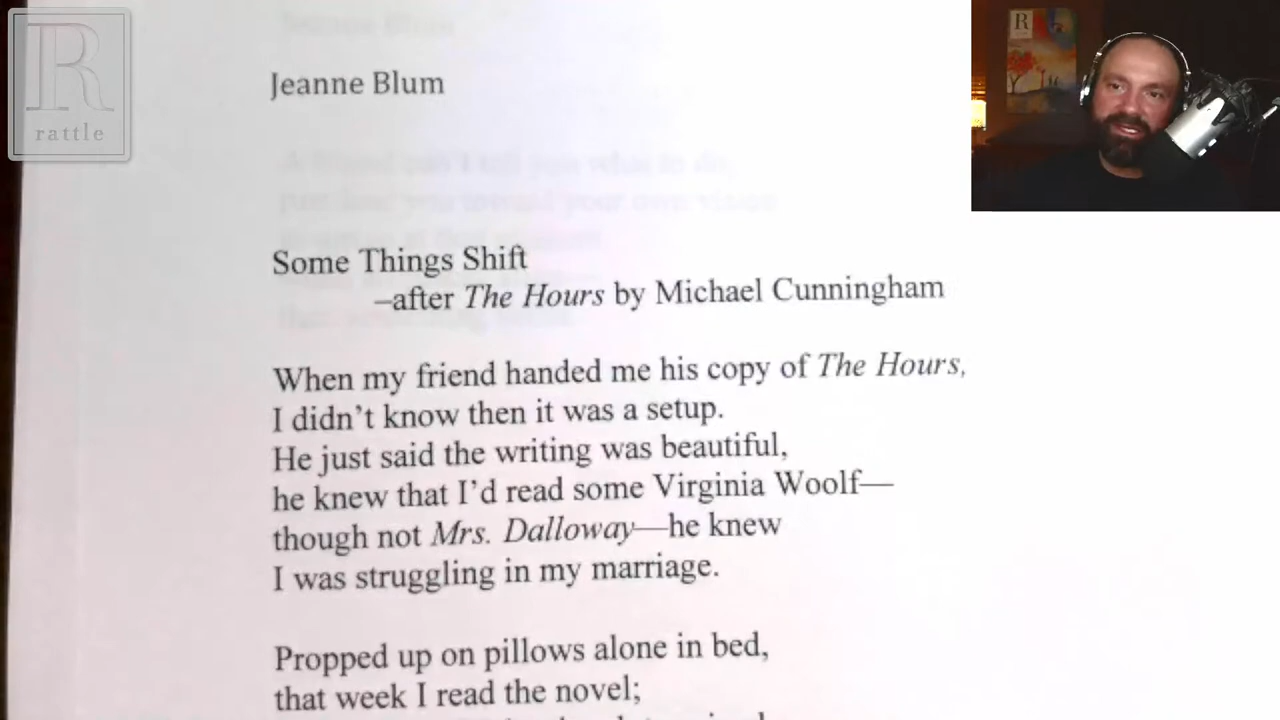 R
rattle
R
Jeanne Blum
Some Things Shift
–after The Hours by Michael Cunningham
When my friend handed me his copy of The Hours,
I didn't know then it was a setup.
He just said the writing was beautiful,
he knew that I'd read some Virginia Woolf—
though not Mrs. Dalloway—he knew
I was struggling in my marriage.
Propped up on pillows alone in bed,
that week I read the novel;